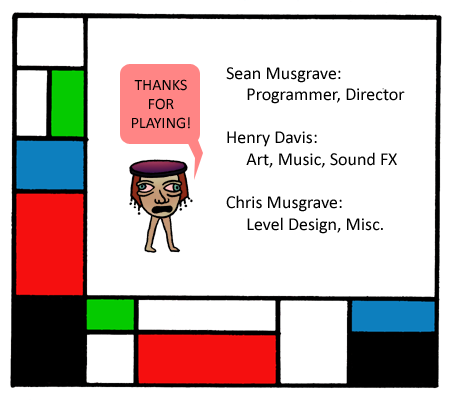 THANKS
FOR
PLAYING!
Sean Musgrave:
Programmer, Director
Henry Davis:
Art, Music, Sound FX
Chris Musgrave:
Level Design, Misc.